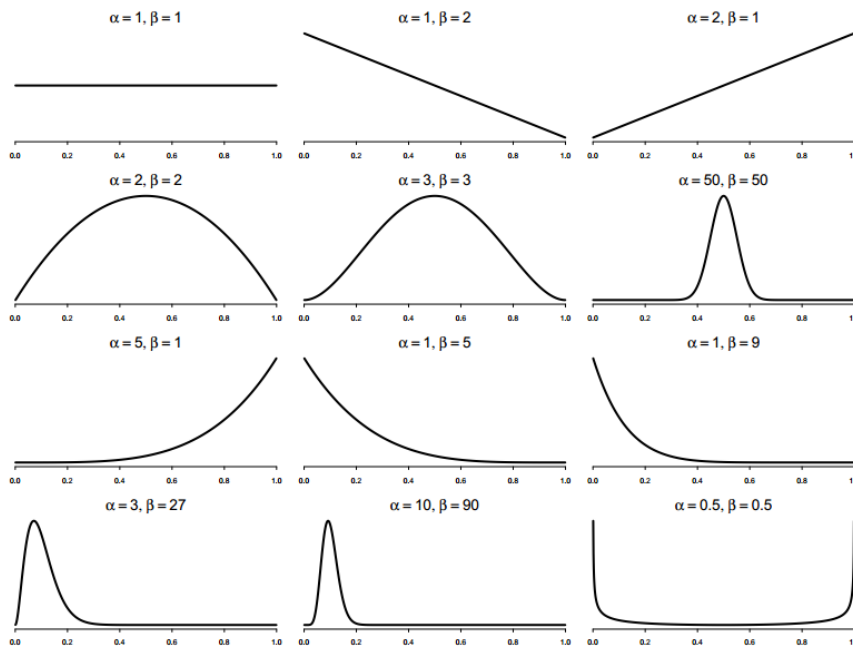 α = 1, β = 1
α = 1, β = 2
α = 2, β = 1
0.0 0.2 0.4 0.6 0.8 1.0
0.0 0.2 0.4 0.6 0.8 1.0
0.0 0.2 0.4 0.6 0.8 1.0
α = 2, β = 2
α = 3, β = 3
α = 50, β = 50
0.0 0.2 0.4 0.6 0.8 1.0
0.0 0.2 0.4 0.6 0.8 1.0
0.0 0.2 0.4 0.6 0.8 1.0
α = 5, β = 1
α = 1, β = 5
α = 1, β = 9
0.0 0.2 0.4 0.6 0.8 1.0
0.0 0.2 0.4 0.6 0.8 1.0
0.0 0.2 0.4 0.6 0.8 1.0
α = 3, β = 27
α = 10, β = 90
α = 0.5, β = 0.5
0.0 0.2 0.4 0.6 0.8 1.0
0.0 0.2 0.4 0.6 0.8 1.0
0.0 0.2 0.4 0.6 0.8 1.0